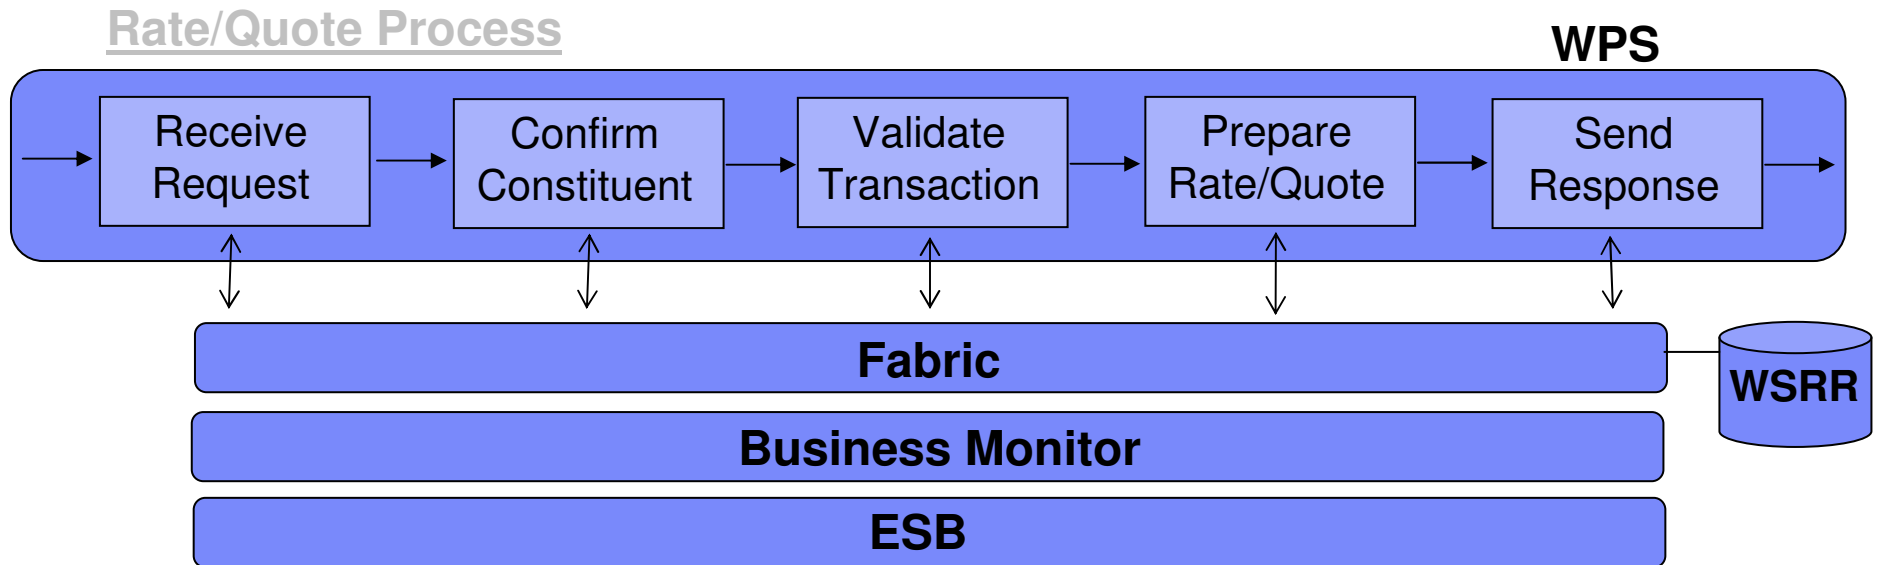 Rate/Quote Process
WPS
Receive
Request
Confirm
Constituent
Validate
Transaction
Prepare
Rate/Quote
Send
Response
Fabric
WSRR
Business Monitor
ESB